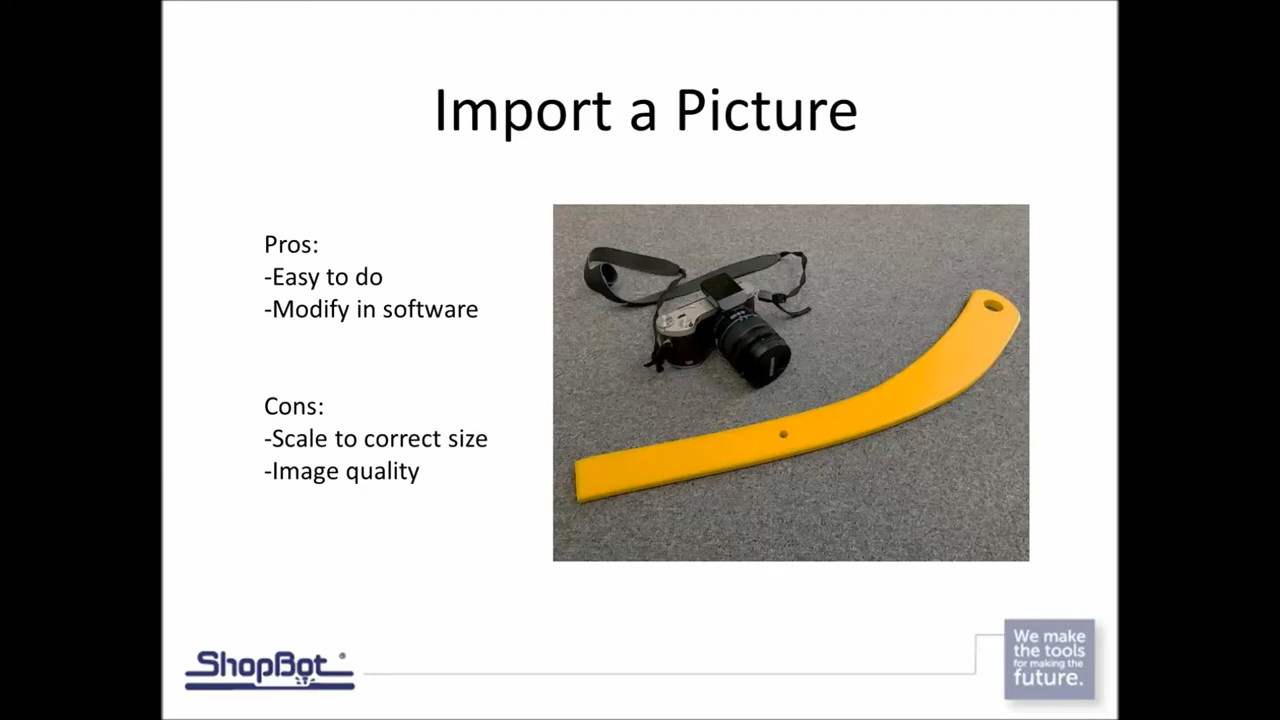 Import a Picture
Pros:
-Easy to do
-Modify in software
Cons:
-Scale to correct size
-Image quality
ShopBot
We make
the tools
for making the
future.